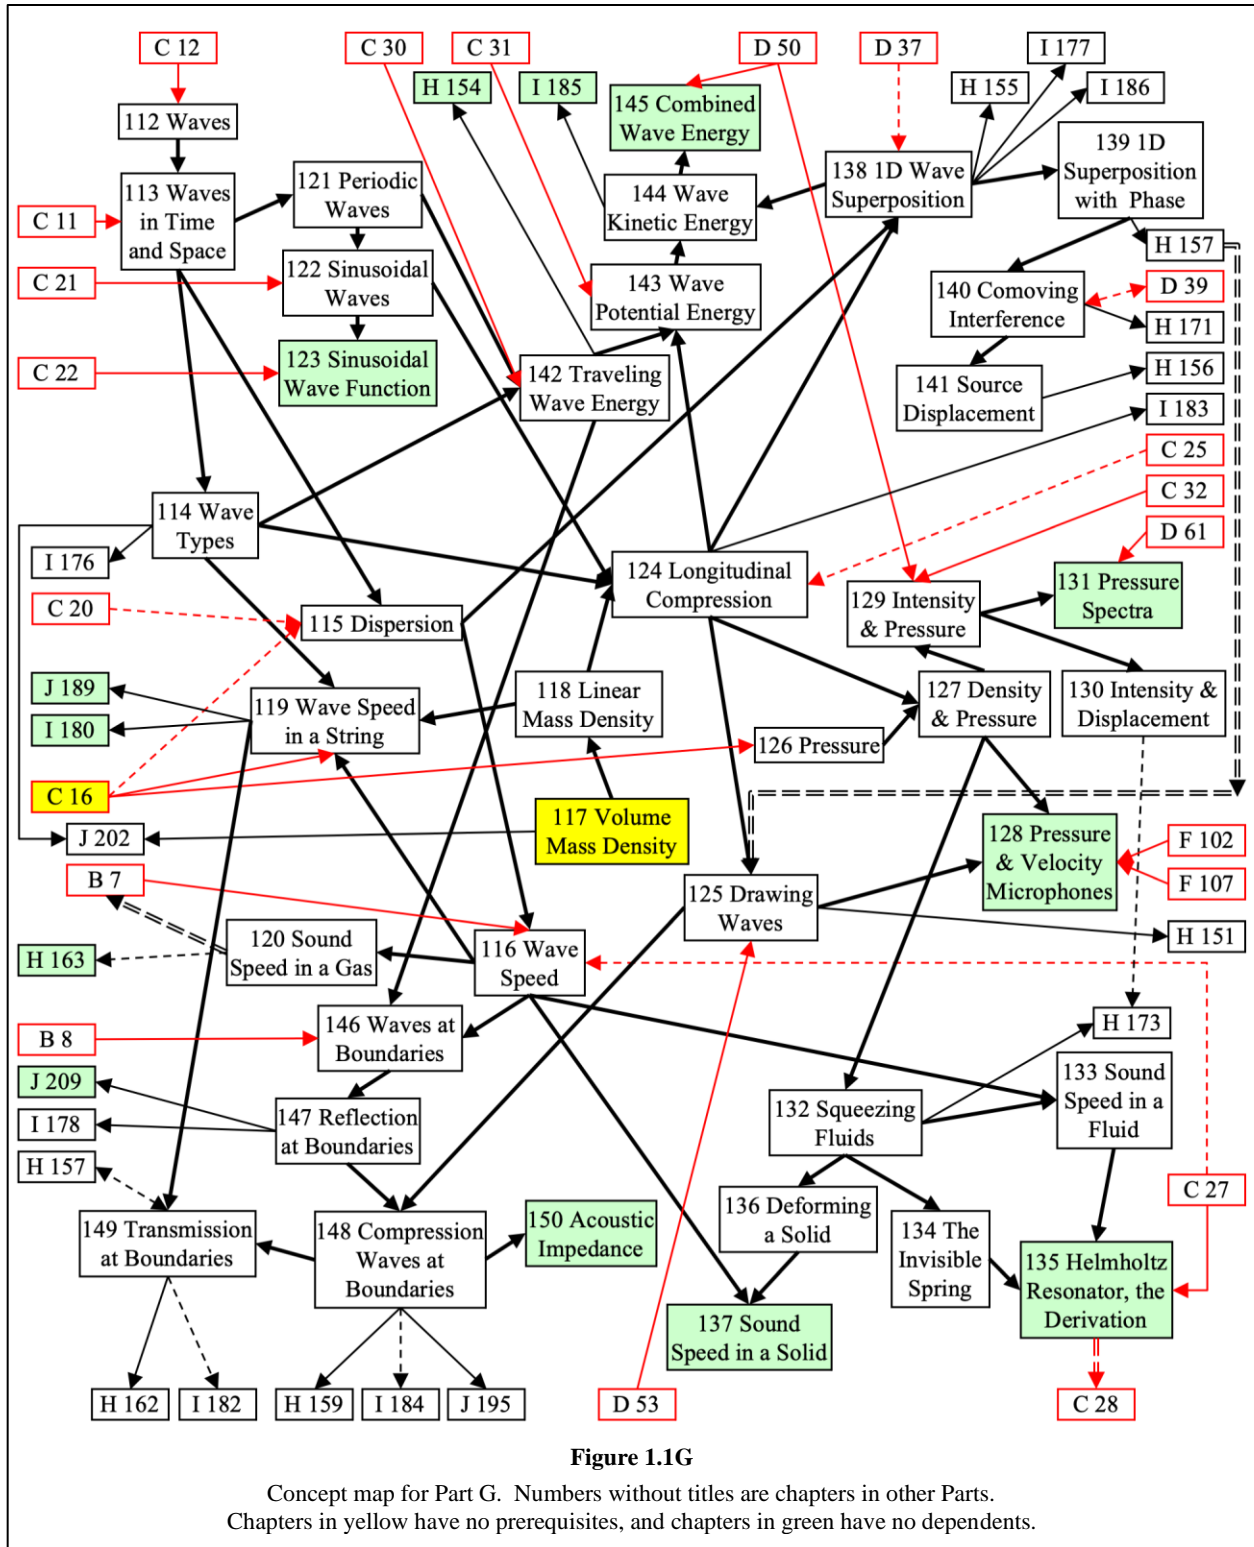 C 12
C 30
C 31
D 50
D 37
I 177
H 154
I 185
145 Combined
Wave Energy
H 155
I 186
112 Waves
113 Waves
in Time
and Space
121 Periodic
Waves
144 Wave
Kinetic Energy
138 1D Wave
Superposition
139 1D
Superposition
with Phase
C 11
H 157
C 21
122 Sinusoidal
Waves
143 Wave
Potential Energy
140 Comoving
Interference
D 39
H 171
C 22
123 Sinusoidal
Wave Function
142 Traveling
Wave Energy
141 Source
Displacement
H 156
I 183
C 25
C 32
D 61
114 Wave
Types
I 176
124 Longitudinal
Compression
129 Intensity
& Pressure
131 Pressure
Spectra
C 20
115 Dispersion
J 189
I 180
119 Wave Speed
in a String
118 Linear
Mass Density
127 Density
& Pressure
130 Intensity &
Displacement
126 Pressure
C 16
J 202
117 Volume
Mass Density
128 Pressure
& Velocity
Microphones
F 102
F 107
B 7
125 Drawing
Waves
H 151
120 Sound
Speed in a Gas
116 Wave
Speed
H 163
B 8
146 Waves at
Boundaries
H 173
J 209
I 178
147 Reflection
at Boundaries
132 Squeezing
Fluids
133 Sound
Speed in a
Fluid
H 157
C 27
149 Transmission
at Boundaries
148 Compression
Waves at
Boundaries
150 Acoustic
Impedance
136 Deforming
a Solid
134 The
Invisible
Spring
135 Helmholtz
Resonator, the
Derivation
137 Sound
Speed in a Solid
H 162
I 182
H 159
I 184
J 195
D 53
C 28
Figure 1.1G
Concept map for Part G. Numbers without titles are chapters in other Parts.
Chapters in yellow have no prerequisites, and chapters in green have no dependents.